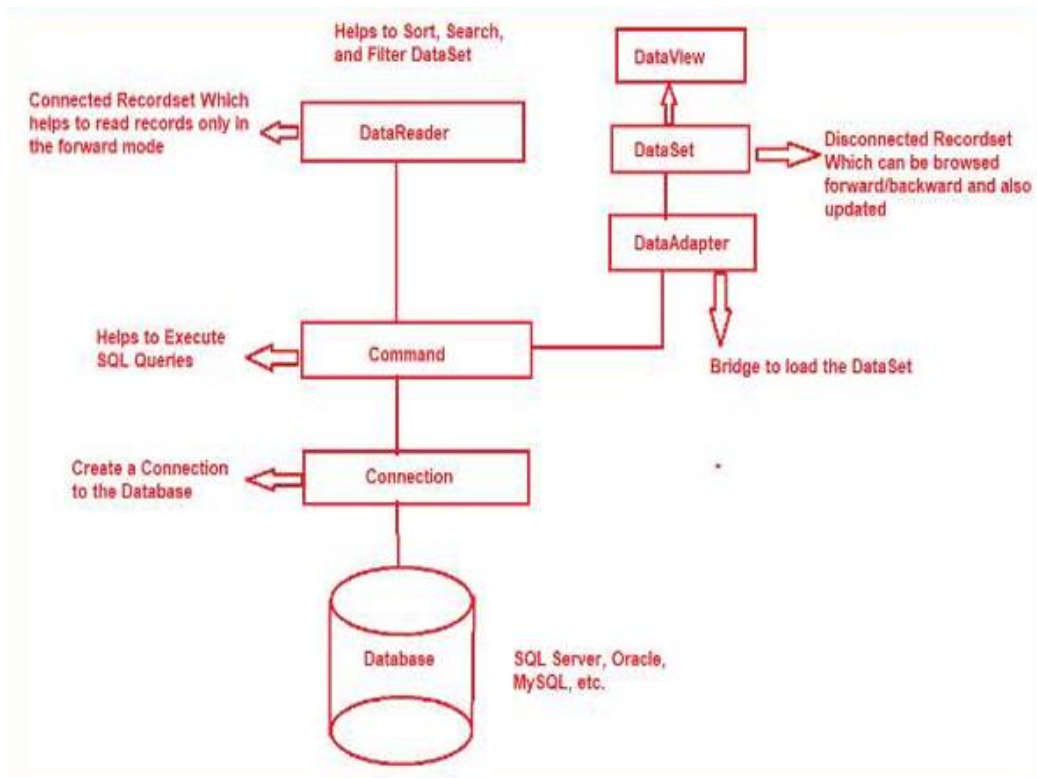 Helps to Sort, Search,
and Filter DataSet
DataView
Connected Recordset Which
helps to read records only in
the forward mode
DataReader
DataSet
Disconnected Recordset
Which can be browsed
forward/backward and also
updated
DataAdapter
Helps to Execute
SQL Queries
Command
Bridge to load the DataSet
Create a Connection
to the Database
Connection
Database
SQL Server, Oracle,
MySQL, etc.